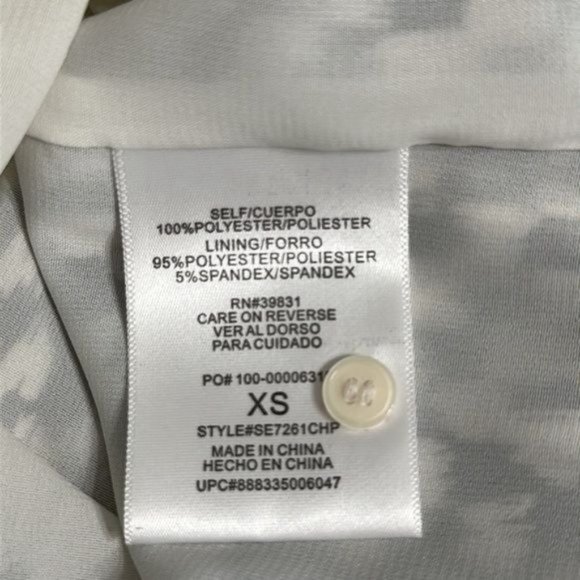 SELF/CUERPO
100%POLYESTER/POLIESTER
LINING/FORRO
95%POLYESTER/POLIESTER
5%SPANDEX/SPANDEX
RN#39831
CARE ON REVERSE
VER AL DORSO
PARA CUIDADO
PO# 
XS
STYLE#SE7261CHP
MADE IN CHINA
HECHO EN CHINA
UPC#888335006047